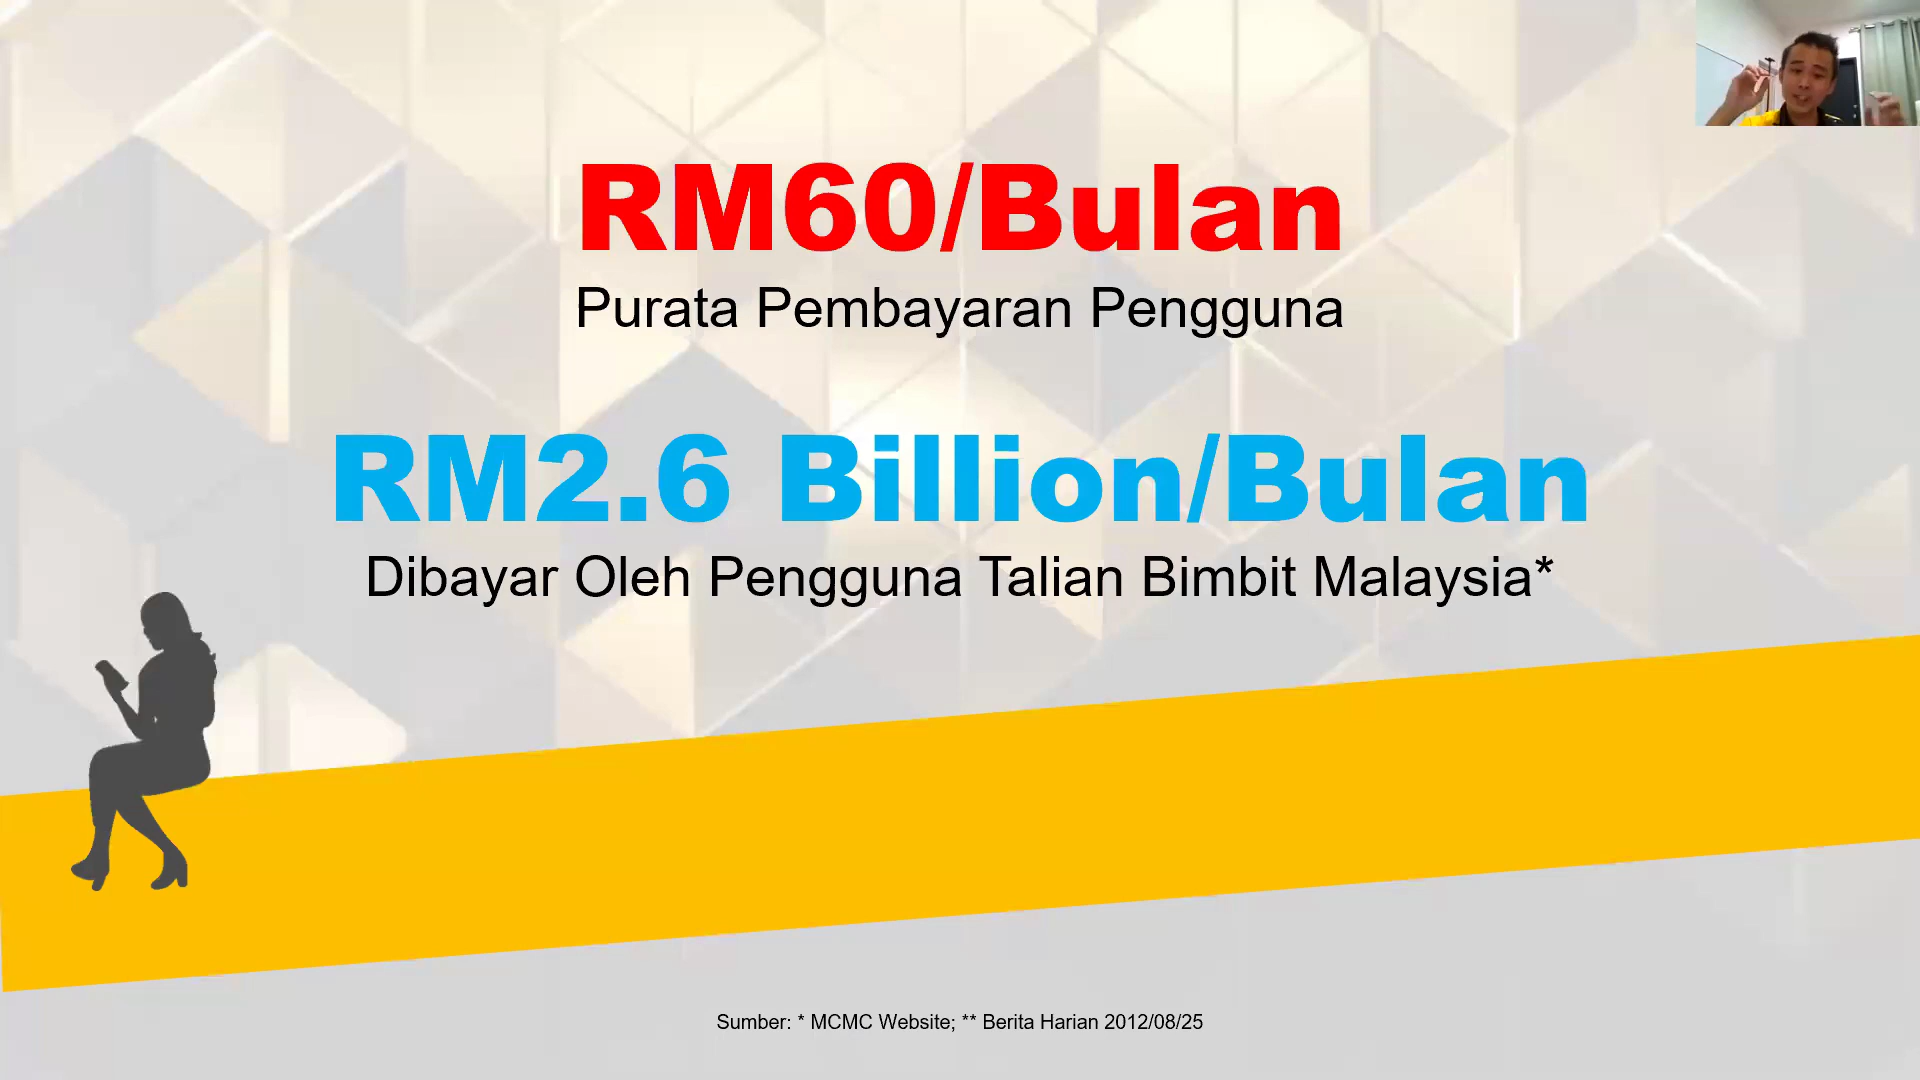 RM60/Bulan
Purata Pembayaran Pengguna
RM2.6 Billion/Bulan
Dibayar Oleh Pengguna Talian Bimbit Malaysia*
Sumber: * MCMC Website; ** Berita Harian 2012/08/25